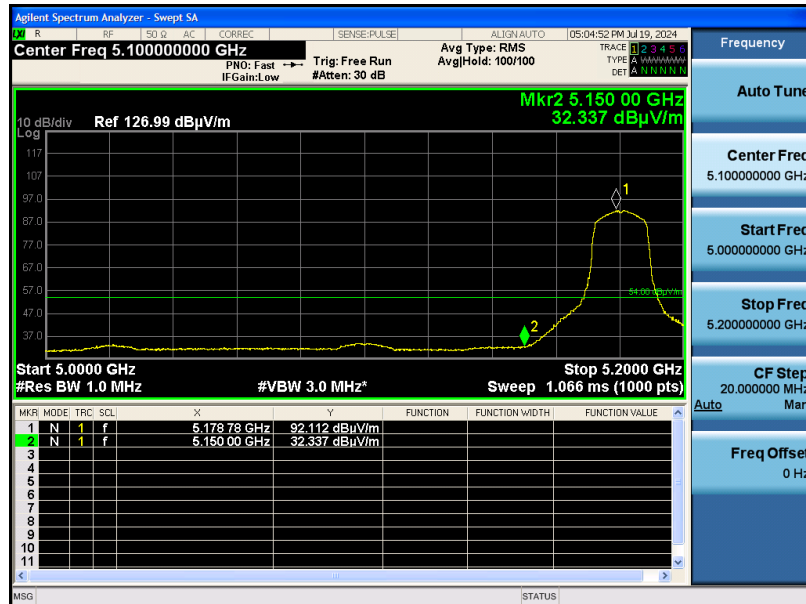 Agilent Spectrum Analyzer - Swept SA
LXI R RF 50 Ω AC CORREC SENSE:PULSE ALIGN AUTO 05:04:52 PM Jul 19, 2024
Center Freq 5.100000000 GHz
PNO: Fast
IFGain:Low
Trig: Free Run
#Atten: 30 dB
Avg Type: RMS
Avg|Hold: 100/100
TRACE 1 2 3 4 5 6
TYPE A WWWWW
DET A N N N N N
Mkr2 5.150 00 GHz
32.337 dBµV/m
10 dB/div Ref 126.99 dBµV/m
Log
117
107
97.0
87.0
77.0
67.0
57.0
47.0
37.0
1
2
54.00 dBµV/m
Start 5.0000 GHz Stop 5.2000 GHz
#Res BW 1.0 MHz #VBW 3.0 MHz* Sweep 1.066 ms (1000 pts)
MKR MODE TRC SCL X Y FUNCTION FUNCTION WIDTH FUNCTION VALUE
1 N 1 f 5.178 78 GHz 92.112 dBµV/m
2 N 1 f 5.150 00 GHz 32.337 dBµV/m
3
4
5
6
7
8
9
10
11
MSG STATUS
Frequency
Auto Tune
Center Freq
5.100000000 GHz
Start Freq
5.000000000 GHz
Stop Freq
5.200000000 GHz
CF Step
20.000000 MHz
Auto Man
Freq Offset
0 Hz